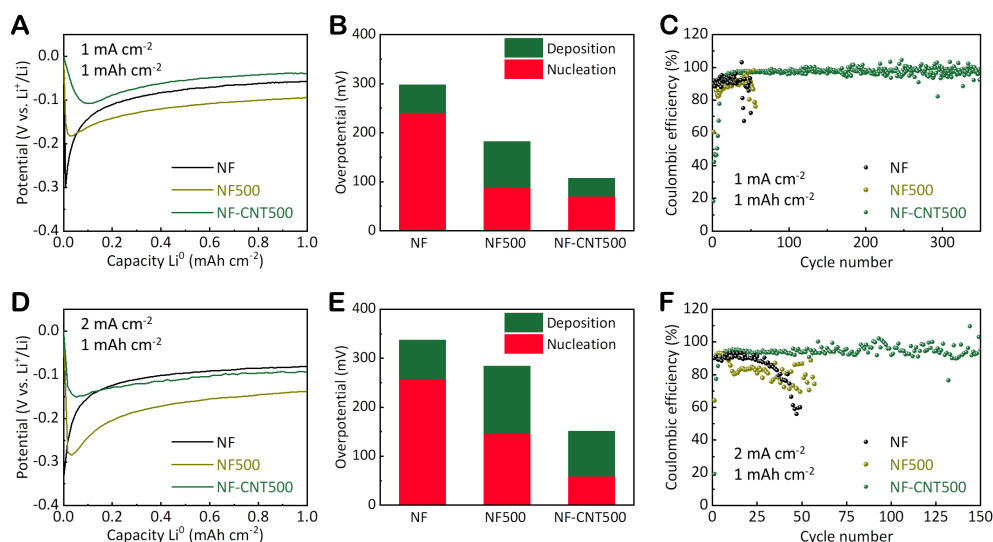 A
1 mA cm-2
1 mAh cm-2
Potential (V vs. Li+/Li)
0.0
-0.1
-0.2
-0.3
-0.4
NF
NF500
NF-CNT500
0.0 0.2 0.4 0.6 0.8 1.0
Capacity Li0 (mAh cm-2)
B
Overpotential (mV)
400
300
200
100
0
Deposition
Nucleation
NF NF500 NF-CNT500
C
Coulombic efficiency (%)
120
100
80
60
40
20
0
1 mA cm-2
1 mAh cm-2
NF
NF500
NF-CNT500
0 100 200 300
Cycle number
D
2 mA cm-2
1 mAh cm-2
Potential (V vs. Li+/Li)
0.0
-0.1
-0.2
-0.3
-0.4
NF
NF500
NF-CNT500
0.0 0.2 0.4 0.6 0.8 1.0
Capacity Li0 (mAh cm-2)
E
Overpotential (mV)
400
300
200
100
0
Deposition
Nucleation
NF NF500 NF-CNT500
F
Coulombic efficiency (%)
120
100
80
60
40
20
0
2 mA cm-2
1 mAh cm-2
NF
NF500
NF-CNT500
0 25 50 75 100 125 150
Cycle number